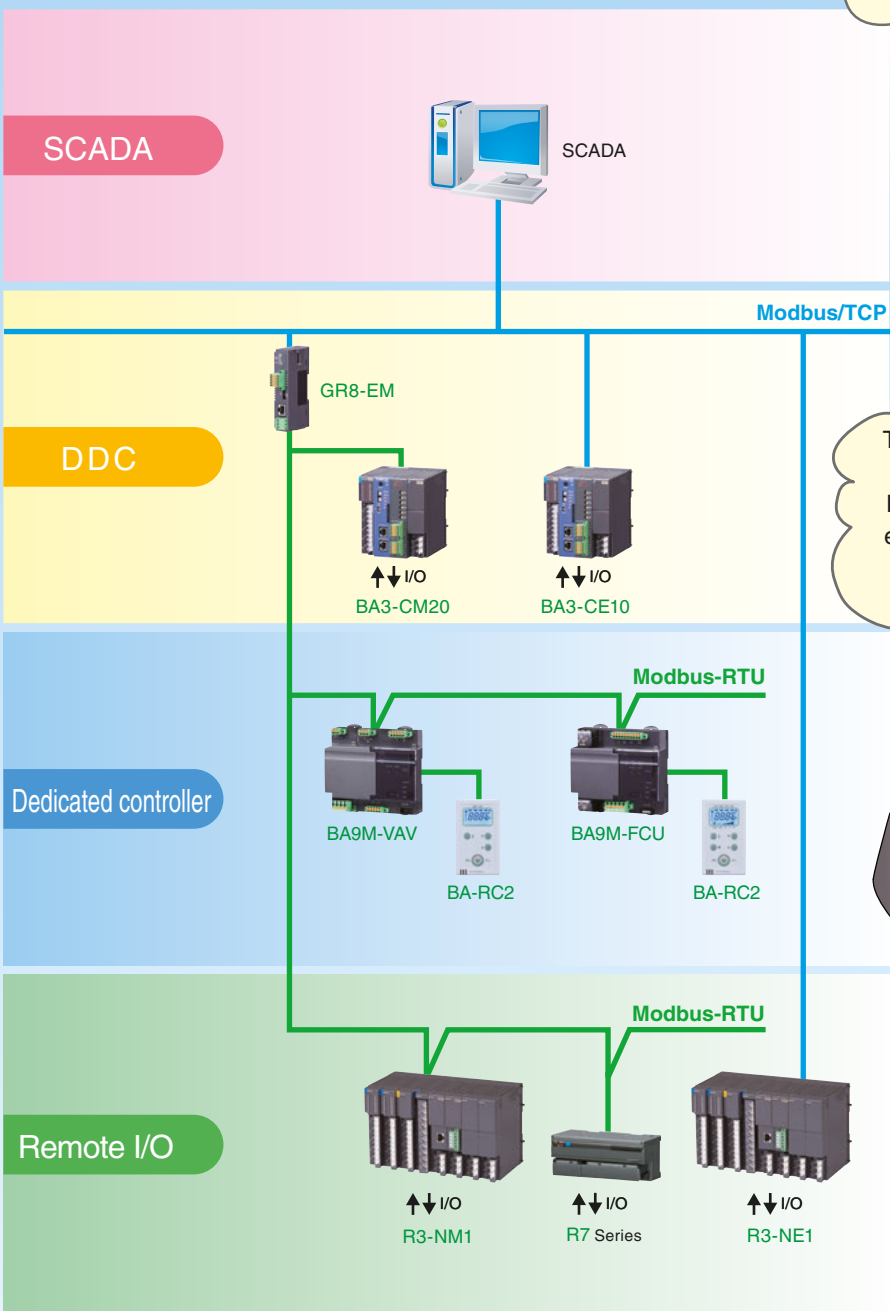 SCADA
SCADA
Modbus/TCP
GR8-EM
DDC
I/O
I/O
BA3-CM20
BA3-CE10
Modbus-RTU
Dedicated controller
BA9M-VAV
BA9M-FCU
BA-RC2
BA-RC2
Modbus-RTU
Remote I/O
I/O
I/O
I/O
R3-NM1
R7 Series
R3-NE1